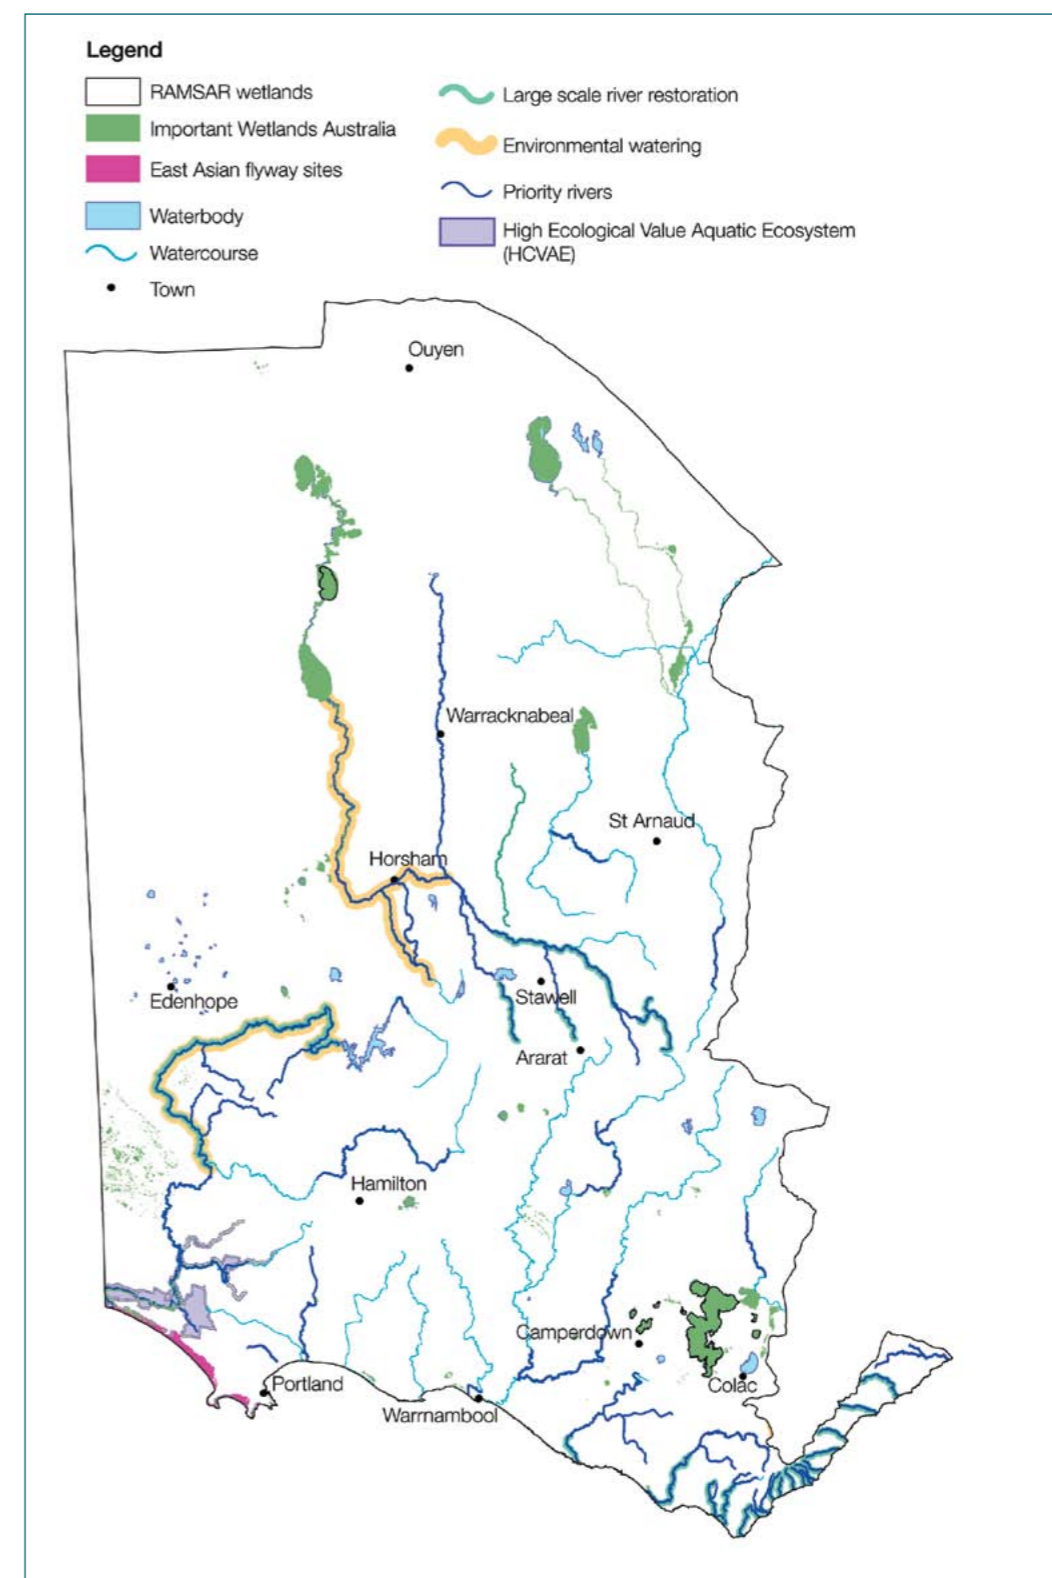 Legend
RAMSAR wetlands
Important Wetlands Australia
East Asian flyway sites
Waterbody
Watercourse
Town
Large scale river restoration
Environmental watering
Priority rivers
High Ecological Value Aquatic Ecosystem
(HCVAE)
Ouyen
Warracknabeal
St Arnaud
Horsham
Edenhope
Stawell
Ararat
Hamilton
Camperdown
Colac
Portland
Warrnambool